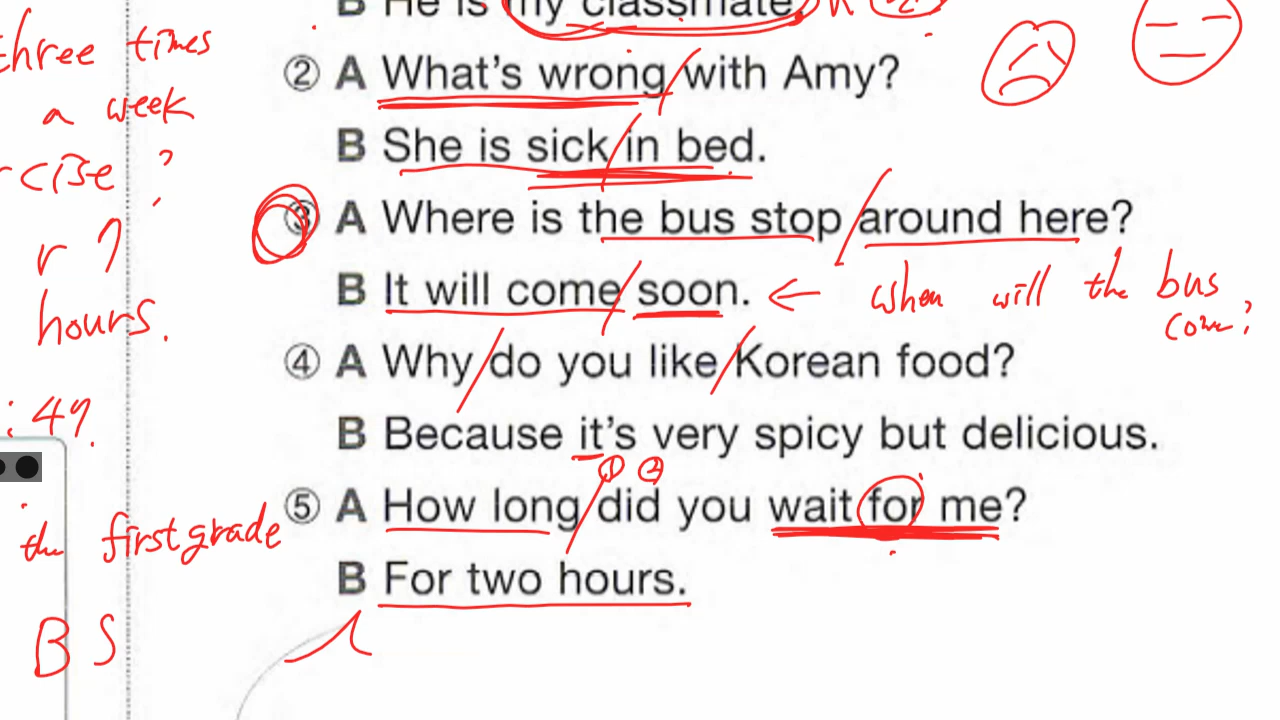 B He is my classmate.
② A What's wrong with Amy?
B She is sick in bed.
③ A Where is the bus stop around here?
B It will come soon. ← when will the bus come?
④ A Why do you like Korean food?
B Because it's very spicy but delicious.
① ②
⑤ A How long did you wait for me?
B For two hours.
three times
a week
rcise?
r?
hours.
: 49.
the first grade
B S